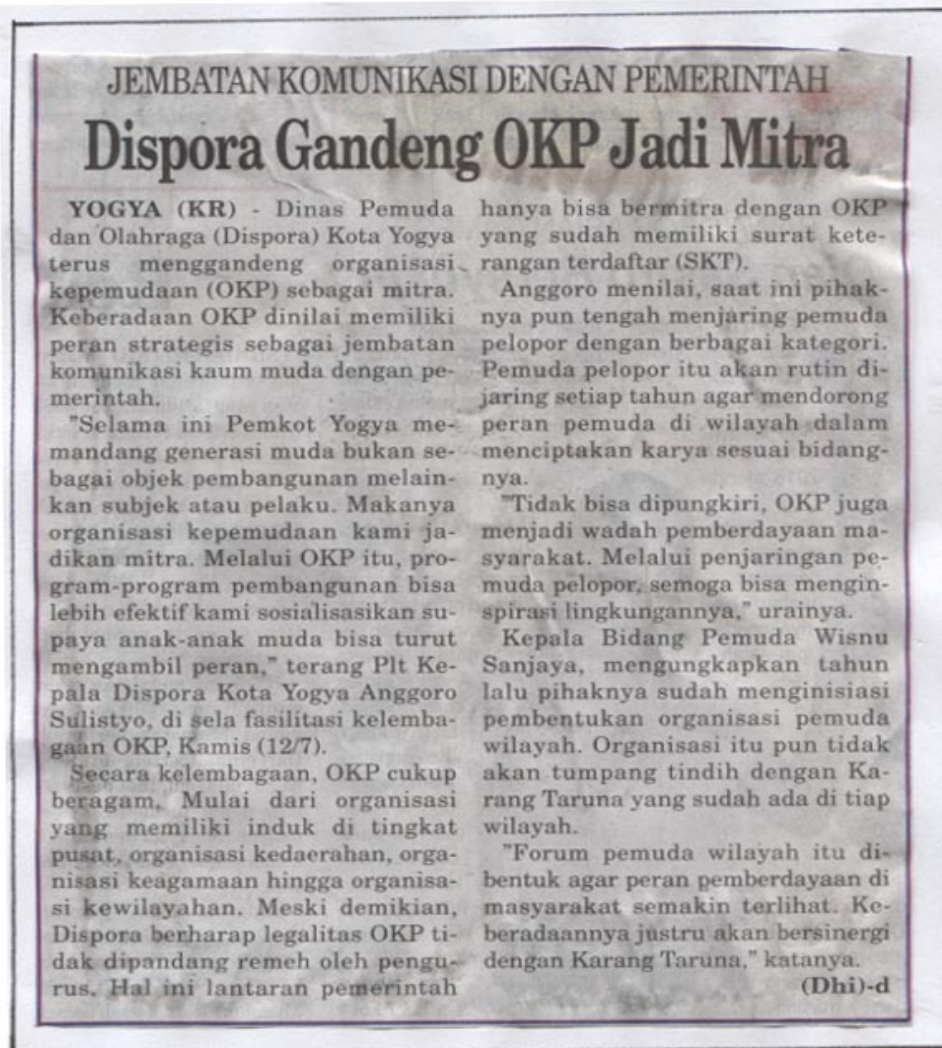 JEMBATAN KOMUNIKASI DENGAN PEMERINTAH
Dispora Gandeng OKP Jadi Mitra
YOGYA (KR) - Dinas Pemuda
dan Olahraga (Dispora) Kota Yogya
terus menggandeng organisasi
kepemudaan (OKP) sebagai mitra.
Keberadaan OKP dinilai memiliki
peran strategis sebagai jembatan
komunikasi kaum muda dengan pe-
merintah.
"Selama ini Pemkot Yogya me-
mandang generasi muda bukan se-
bagai objek pembangunan melain-
kan subjek atau pelaku. Makanya
organisasi kepemudaan kami ja-
dikan mitra. Melalui OKP itu, pro-
gram-program pembangunan bisa
lebih efektif kami sosialisasikan su-
paya anak-anak muda bisa turut
mengambil peran," terang Plt Ke-
pala Dispora Kota Yogya Anggoro
Sulistyo, di sela fasilitasi kelemba-
gaan OKP, Kamis (12/7).
Secara kelembagaan, OKP cukup
beragam. Mulai dari organisasi
yang memiliki induk di tingkat
pusat, organisasi kedaerahan, orga-
nisasi keagamaan hingga organisa-
si kewilayahan. Meski demikian,
Dispora berharap legalitas OKP ti-
dak dipandang remeh oleh pengu-
rus. Hal ini lantaran pemerintah
hanya bisa bermitra dengan OKP
yang sudah memiliki surat kete-
rangan terdaftar (SKT).
Anggoro menilai, saat ini pihak-
nya pun tengah menjaring pemuda
pelopor dengan berbagai kategori.
Pemuda pelopor itu akan rutin di-
jaring setiap tahun agar mendorong
peran pemuda di wilayah dalam
menciptakan karya sesuai bidang-
nya.
"Tidak bisa dipungkiri, OKP juga
menjadi wadah pemberdayaan ma-
syarakat. Melalui penjaringan pe-
muda pelopor, semoga bisa mengin-
spirasi lingkungannya," urainya.
Kepala Bidang Pemuda Wisnu
Sanjaya, mengungkapkan tahun
lalu pihaknya sudah menginisiasi
pembentukan organisasi pemuda
wilayah. Organisasi itu pun tidak
akan tumpang tindih dengan Ka-
rang Taruna yang sudah ada di tiap
wilayah.
"Forum pemuda wilayah itu di-
bentuk agar peran pemberdayaan di
masyarakat semakin terlihat. Ke-
beradaannya justru akan bersinergi
dengan Karang Taruna," katanya.
(Dhi)-d